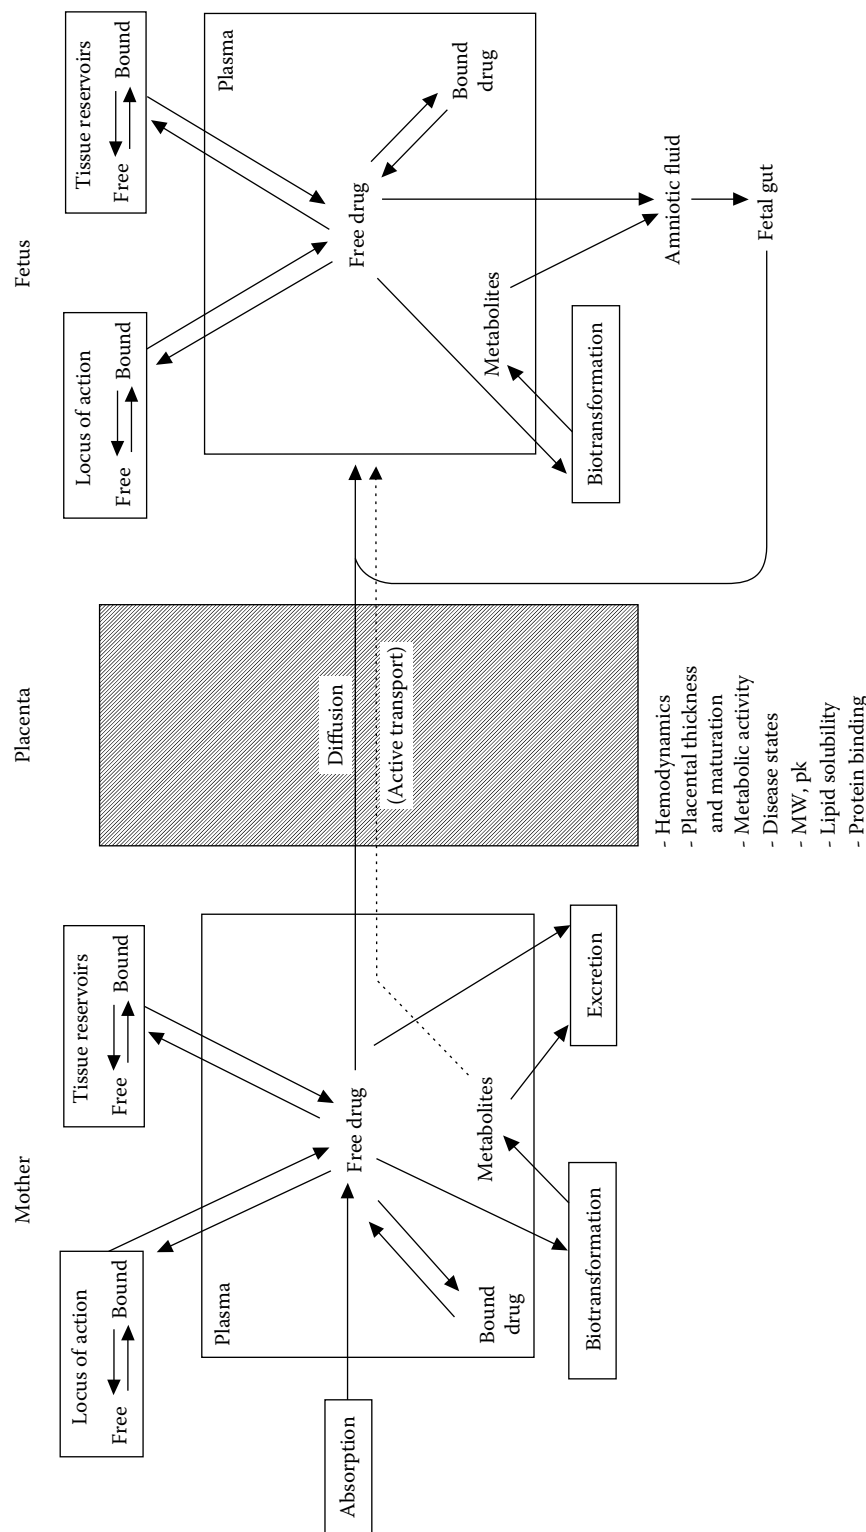 Mother
Placenta
Fetus
Locus of action
Free
Bound
Tissue reservoirs
Free
Bound
Locus of action
Free
Bound
Tissue reservoirs
Free
Bound
Plasma
Plasma
Absorption
Free drug
Diffusion
(Active transport)
Free drug
Bound
drug
Metabolites
Metabolites
Bound
drug
Biotransformation
Excretion
Biotransformation
Amniotic fluid
Fetal gut
- Hemodynamics
- Placental thickness
and maturation
- Metabolic activity
- Disease states
- MW, pk
- Lipid solubility
- Protein binding